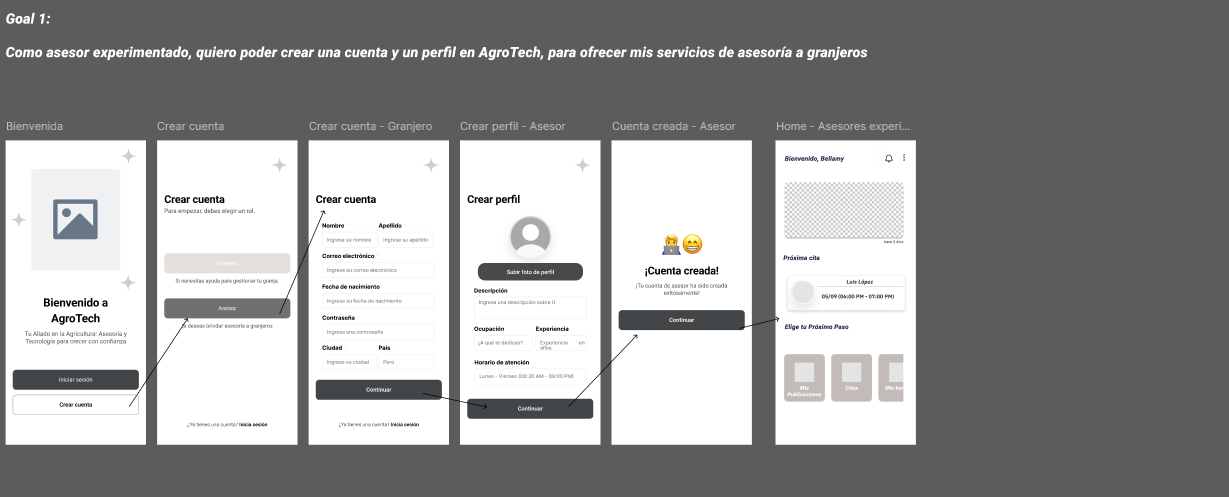 Goal 1:
Como asesor experimentado, quiero poder crear una cuenta y un perfil en AgroTech, para ofrecer mis servicios de asesoría a granjeros
Bienvenida
Bienvenido a
AgroTech
Tu Aliado en la Agricultura: Asesoría y
Tecnología para crecer con confianza
Iniciar sesión
Crear cuenta
Crear cuenta
Crear cuenta
Para empezar, debes elegir un rol.
Granjero
Si necesitas ayuda para gestioner tu granja.
Asesor
Si deseas brindar asesoría a granjeros
¿Ya tienes una cuenta? Inicia sesión
Crear cuenta - Granjero
Crear cuenta
Nombre Apellido
Ingrese su nombre Ingrese su apellido
Correo electrónico
Ingrese su correo electrónico
Fecha de nacimiento
Ingrese su fecha de nacimiento
Contraseña
Ingrese una contraseña
Ciudad País
Ingrese su ciudad Perú
Continuar
¿Ya tienes una cuenta? Inicia sesión
Crear perfil - Asesor
Crear perfil
Subir foto de perfil
Descripción
Ingresa una descripción sobre ti
Ocupación Experiencia
¿A qué te dedicas? Experiencia en
años
Horario de atención
Lunes - Viernes (08:30 AM - 09:00 PM)
Continuar
Cuenta creada - Asesor
¡Cuenta creada!
¡Tu cuenta de asesor ha sido creada
exitosamente!
Continuar
Home - Asesores experi...
Bienvenido, Bellamy
hace 3 días
Próxima cita
Luis López
05/09 (06:00 PM - 07:00 PM)
Elige tu Próximo Paso
Mis
Publicaciones
Citas
Mis hor